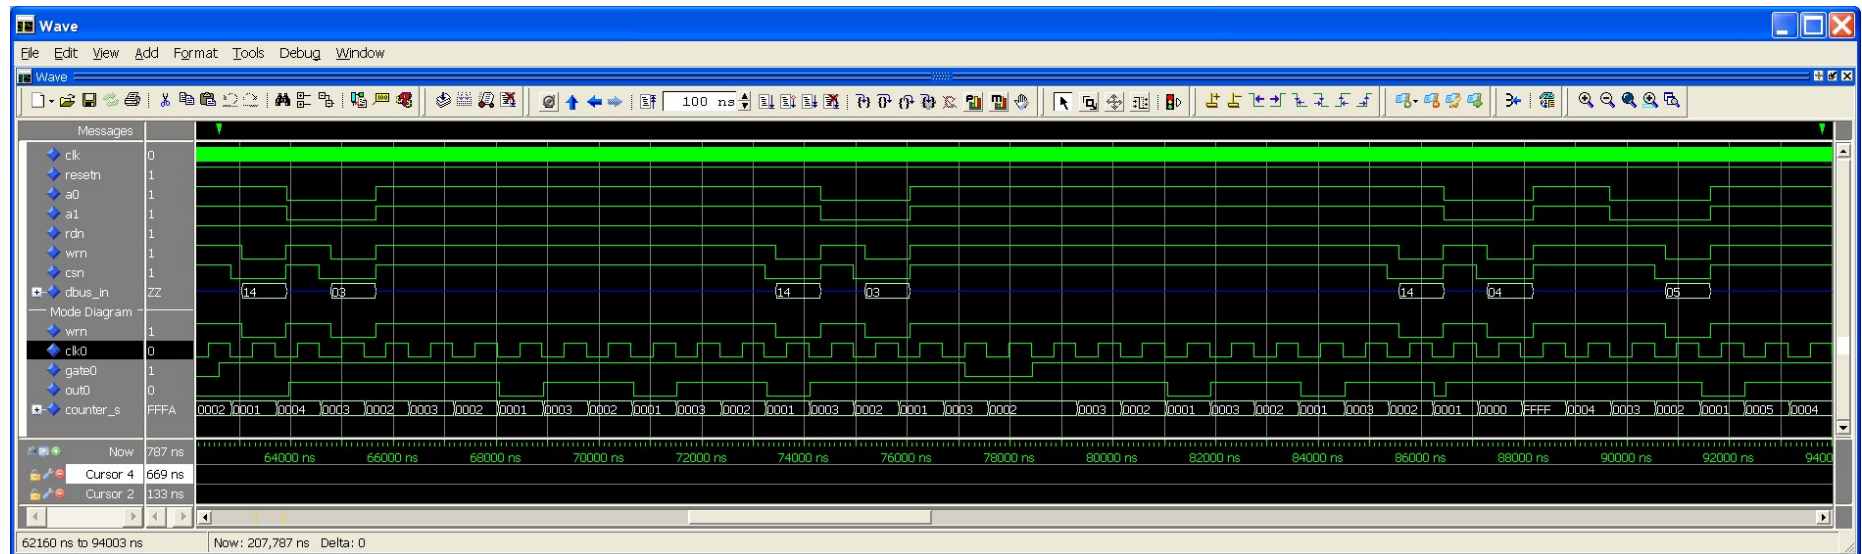 Wave
File Edit View Add Format Tools Debug Window
Wave
100 ns
Messages
clk 0
resetn 1
a0 1
a1 1
rdn 1
wrn 1
csn 1
dbus_in ZZ 14 03 14 03 14 04 05
Mode Diagram
wrn 1
clk0 0
gate0 1
out0 0
counter_s FFFA 0002 0001 0004 0003 0002 0003 0002 0001 0003 0002 0001 0003 0002 0001 0003 0002 0001 0003 0002 0003 0002 0001 0003 0002 0001 0003 0002 0001 0000 FFFF 0004 0003 0002 0001 0005 0004
Now 787 ns 64000 ns 66000 ns 68000 ns 70000 ns 72000 ns 74000 ns 76000 ns 78000 ns 80000 ns 82000 ns 84000 ns 86000 ns 88000 ns 90000 ns 92000 ns 9400
Cursor 4 669 ns
Cursor 2 133 ns
62160 ns to 94003 ns Now: 207,787 ns Delta: 0